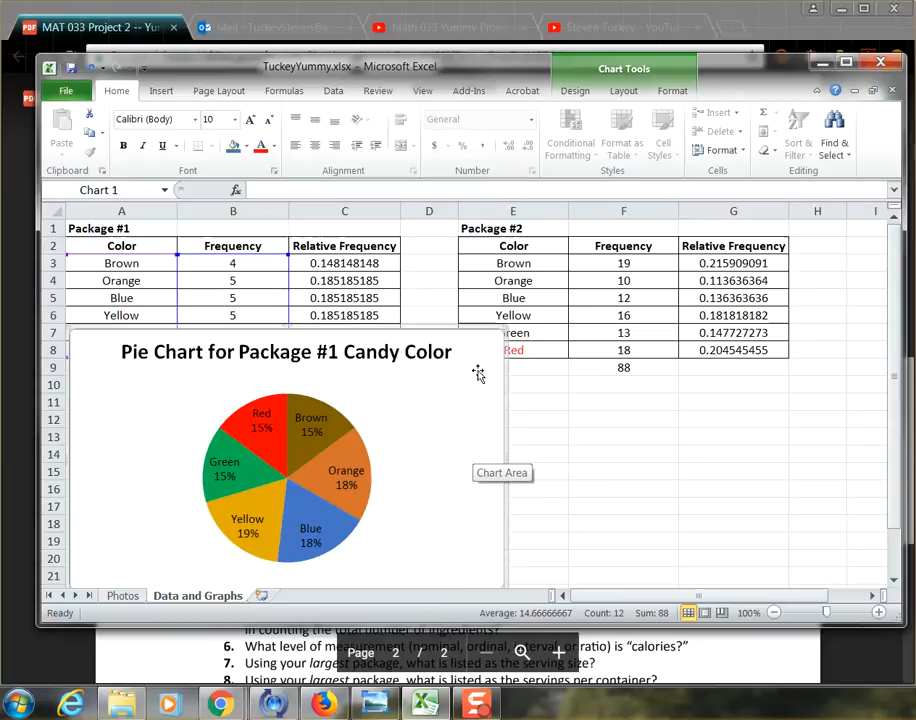 MAT 033 Project 2 -- Yum
Mail - TuckeySteven@
Math 033 Yummy Pro
Steven Tuckey - YouTu
TuckeyYummy.xlsx - Microsoft Excel
Chart Tools
File Home Insert Page Layout Formulas Data Review View Add-Ins Acrobat Design Layout Format
Calibri (Body) 10
General
Insert
Delete
Format
Paste
Conditional Formatting
Format as Table
Cell Styles
Sort & Filter
Find & Select
Clipboard Font Alignment Number Styles Cells Editing
Chart 1
fx
A B C D E F G H I
1 Package #1 Package #2
2 Color Frequency Relative Frequency Color Frequency Relative Frequency
3 Brown 4 0.148148148 Brown 19 0.215909091
4 Orange 5 0.185185185 Orange 10 0.113636364
5 Blue 5 0.185185185 Blue 12 0.136363636
6 Yellow 5 0.185185185 Yellow 16 0.181818182
7 reen 13 0.147727273
8 Red 18 0.204545455
9 88
10
11
12
13
14
15
16
17
18
19
20
21
Pie Chart for Package #1 Candy Color
Red 15%
Brown 15%
Green 15%
Orange 18%
Yellow 19%
Blue 18%
Chart Area
Photos Data and Graphs
Ready Average: 14.66666667 Count: 12 Sum: 88 100%
in counting the total number of ingredients?
6. What level of measurement (nominal, ordinal, interval, or ratio) is “calories?”
Page 2 / 2
7. Using your largest package, what is listed as the serving size?
8. Using your largest package, what is listed as the servings per container?